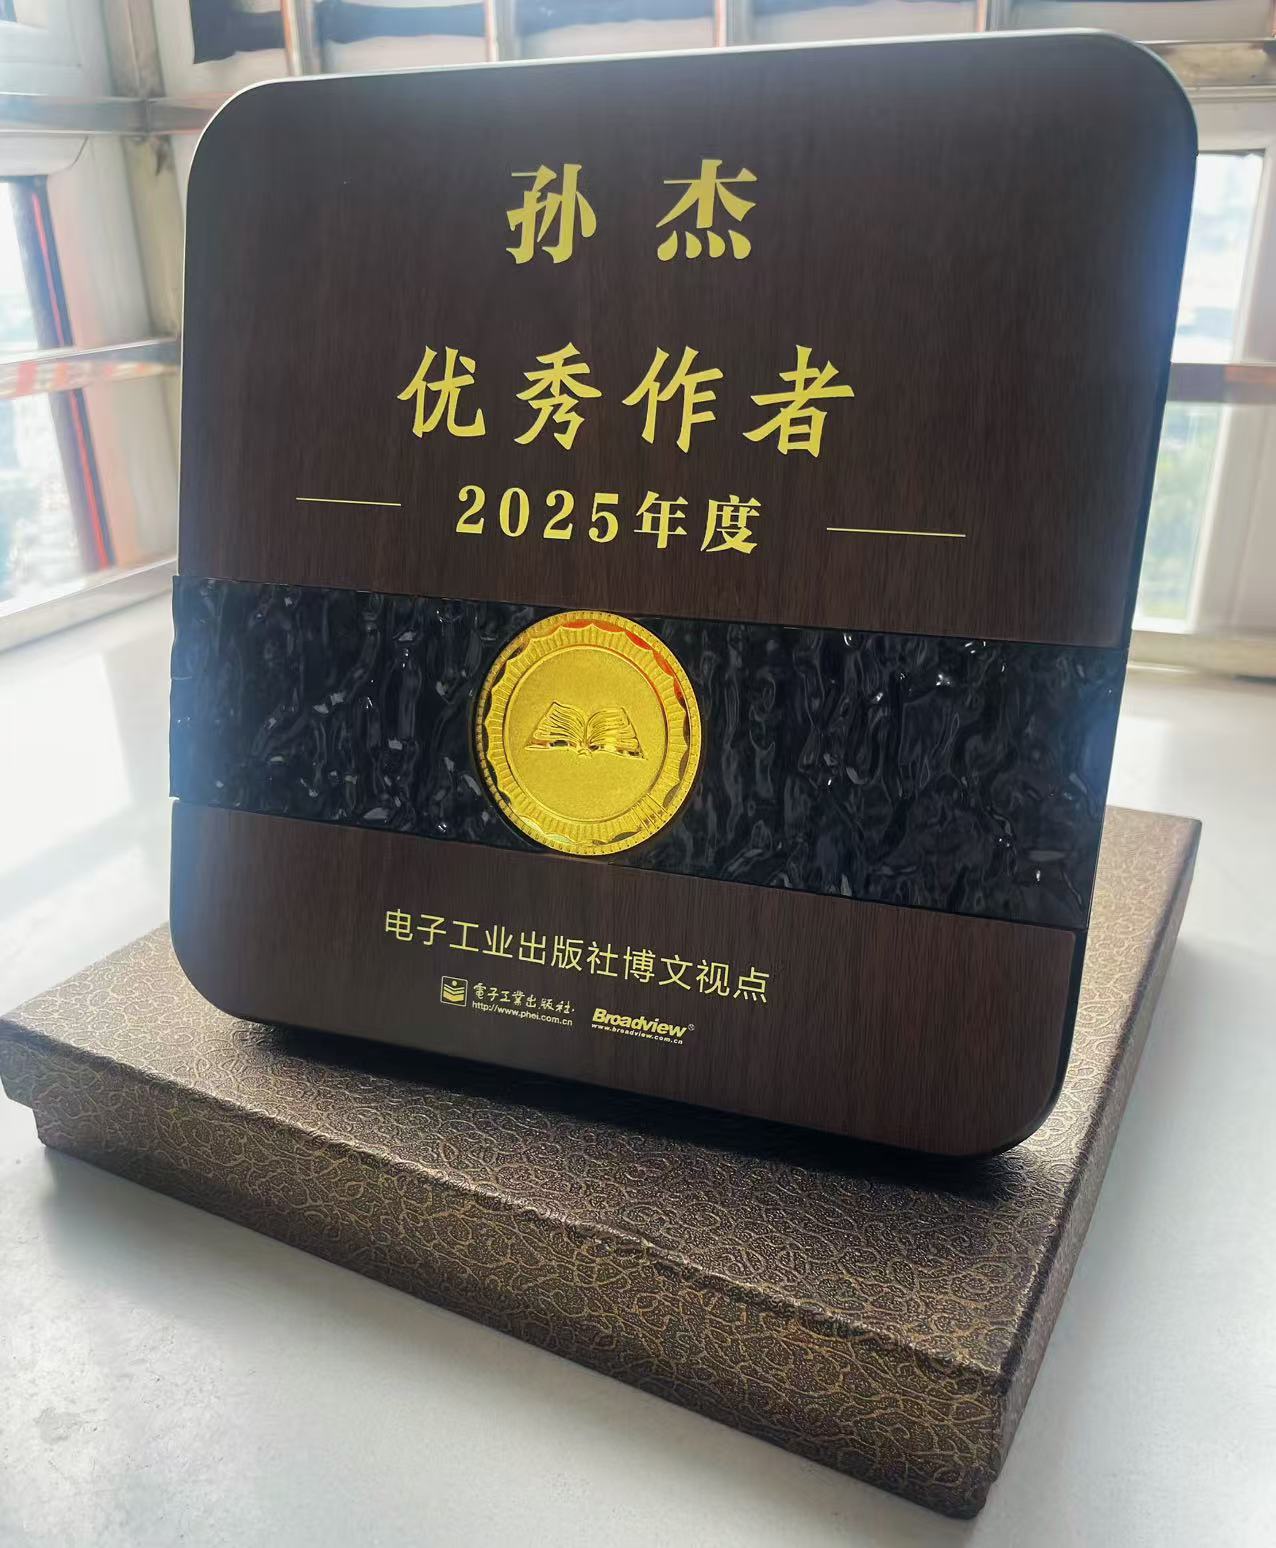 孙杰
优秀作者
2025年度
电子工业出版社博文视点
電子工業出版社.
http://www.phei.com.cn
Broadview®
www.broadview.com.cn